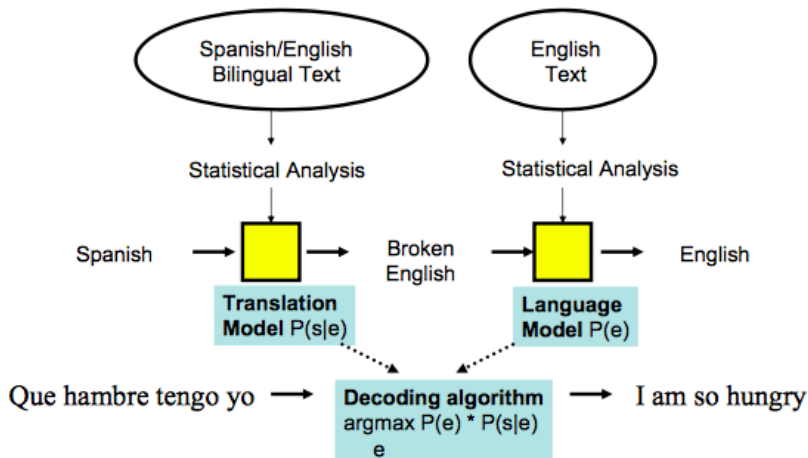 Spanish/English
Bilingual Text
English
Text
Statistical Analysis
Statistical Analysis
Spanish
Broken
English
English
Translation
Model P(s|e)
Language
Model P(e)
Que hambre tengo yo
Decoding algorithm
argmax P(e) * P(s|e)
e
I am so hungry